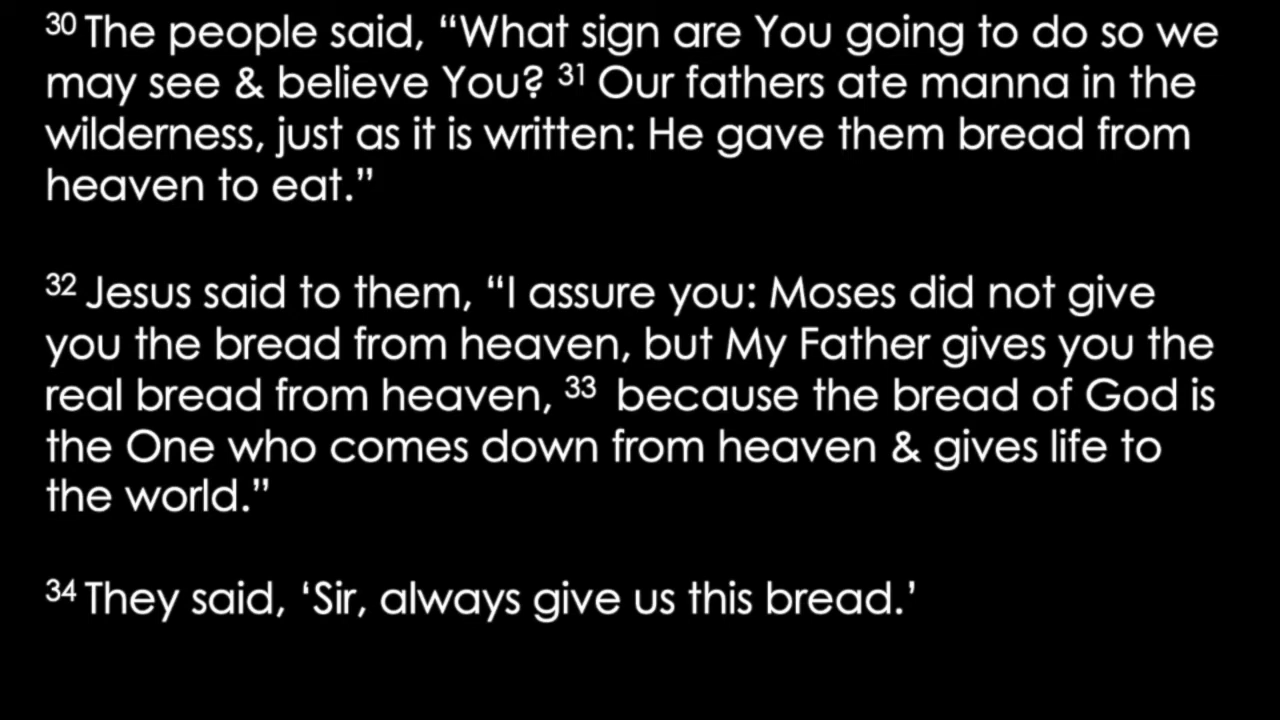 30 The people said, “What sign are You going to do so we
may see & believe You? 31 Our fathers ate manna in the
wilderness, just as it is written: He gave them bread from
heaven to eat.”
32 Jesus said to them, “I assure you: Moses did not give
you the bread from heaven, but My Father gives you the
real bread from heaven, 33 because the bread of God is
the One who comes down from heaven & gives life to
the world.”
34 They said, ‘Sir, always give us this bread.’